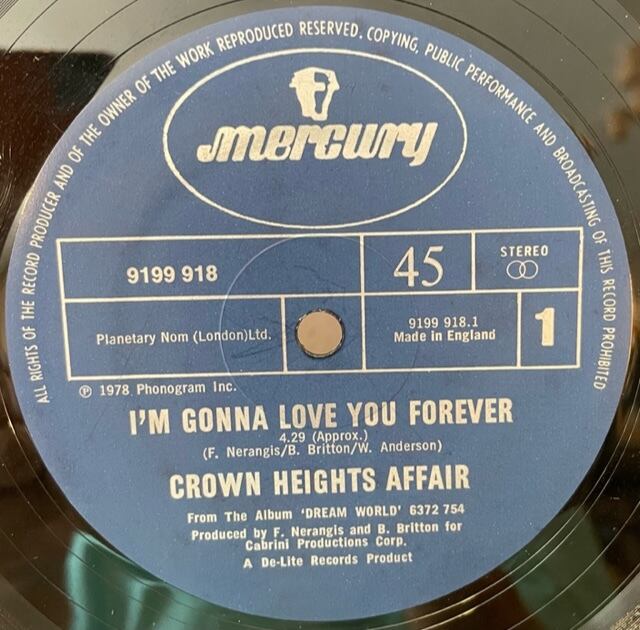 ALL RIGHTS OF THE RECORD PRODUCER AND OF THE OWNER OF THE WORK REPRODUCED RESERVED. COPYING, PUBLIC PERFORMANCE AND BROADCASTING OF THIS RECORD PROHIBITED
mercury
9199 918
45
STEREO
Planetary Nom (London)Ltd.
9199 918.1
Made in England
1
℗ 1978 Phonogram Inc.
I'M GONNA LOVE YOU FOREVER
4.29 (Approx.)
(F. Nerangis/B. Britton/W. Anderson)
CROWN HEIGHTS AFFAIR
From The Album 'DREAM WORLD' 6372 754
Produced by F. Nerangis and B. Britton for
Cabrini Productions Corp.
A De-Lite Records Product